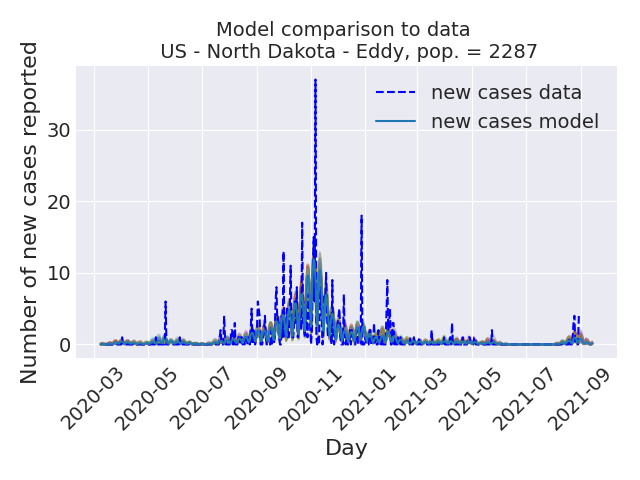 Model comparison to data
US - North Dakota - Eddy, pop. = 2287
Number of new cases reported
30
20
10
0
new cases data
new cases model
2020-03
2020-05
2020-07
2020-09
2020-11
2021-01
2021-03
2021-05
2021-07
2021-09
Day